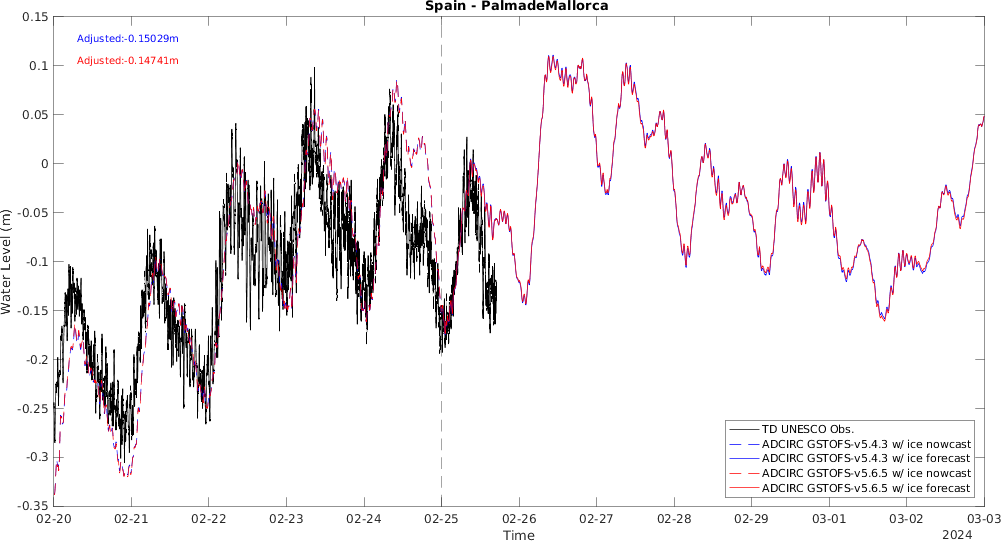 Spain - PalmadeMallorca
Adjusted:-0.15029m
Adjusted:-0.14741m
Water Level (m)
0.15
0.1
0.05
0
-0.05
-0.1
-0.15
-0.2
-0.25
-0.3
-0.35
TD UNESCO Obs.
ADCIRC GSTOFS-v5.4.3 w/ ice nowcast
ADCIRC GSTOFS-v5.4.3 w/ ice forecast
ADCIRC GSTOFS-v5.6.5 w/ ice nowcast
ADCIRC GSTOFS-v5.6.5 w/ ice forecast
02-20 02-21 02-22 02-23 02-24 02-25 02-26 02-27 02-28 02-29 03-01 03-02 03-03
Time
2024